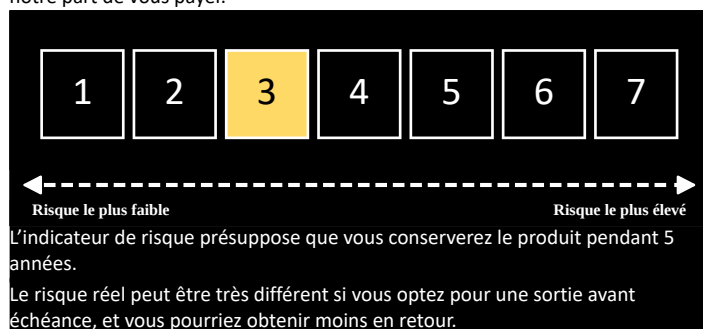 notre part de vous payer.
1 2 3 4 5 6 7
Risque le plus faible Risque le plus élevé
L’indicateur de risque présuppose que vous conserverez le produit pendant 5
années.
Le risque réel peut être très différent si vous optez pour une sortie avant
échéance, et vous pourriez obtenir moins en retour.